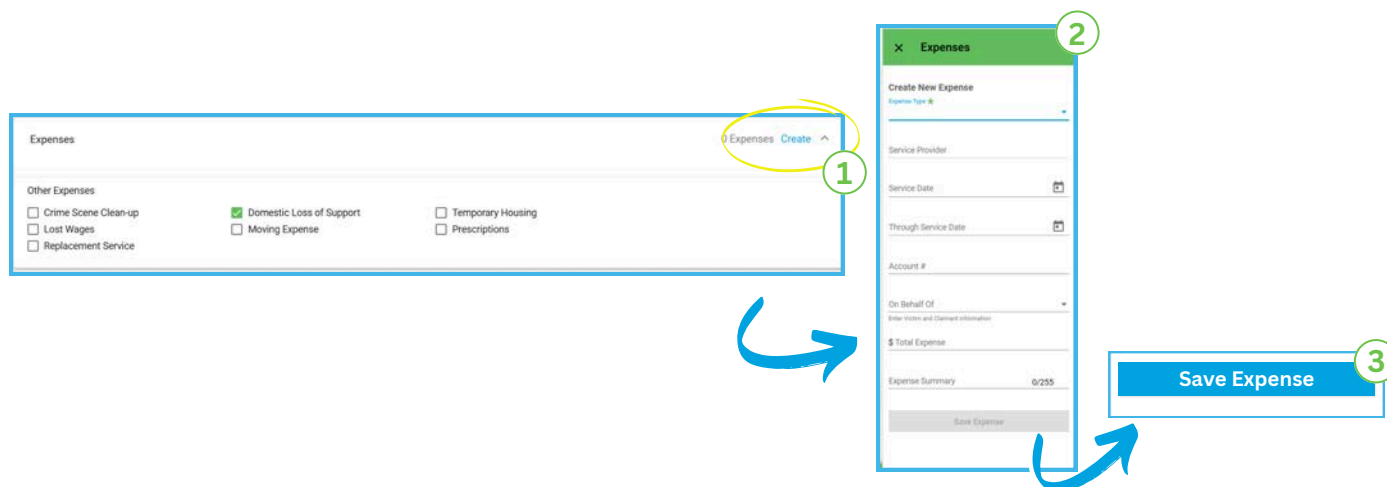 Expenses
0 Expenses Create
1
Other Expenses
Crime Scene Clean-up
Domestic Loss of Support
Temporary Housing
Lost Wages
Moving Expense
Prescriptions
Replacement Service
2
Expenses
Create New Expense
Expense Type
Service Provider
Service Date
Through Service Date
Account #
On Behalf Of
Enter Victim and Claimant information
$ Total Expense
Expense Summary 0/255
Save Expense
3
Save Expense